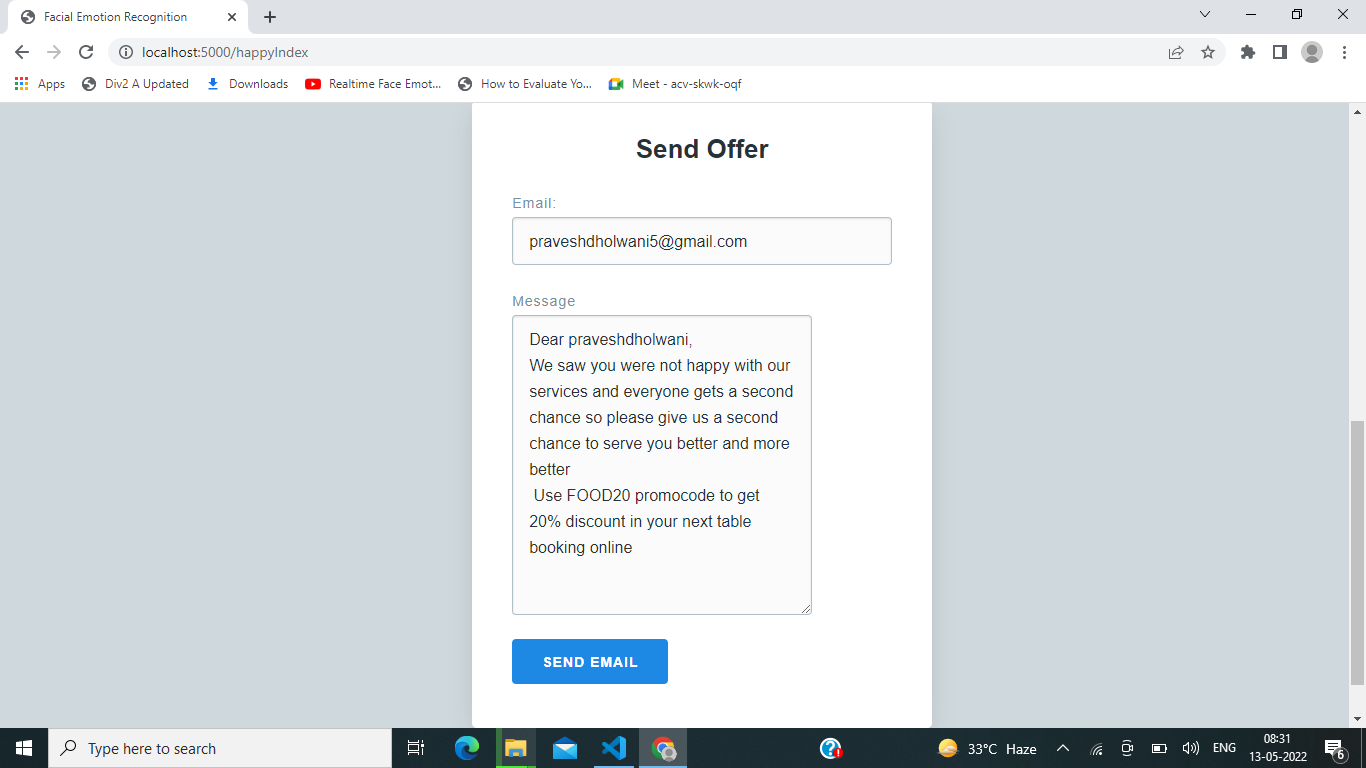 Facial Emotion Recognition
localhost:5000/happyIndex
Apps
Div2 A Updated
Downloads
Realtime Face Emot...
How to Evaluate Yo...
Meet - acv-skwk-oqf
Send Offer
Email:
praveshdholwani5@gmail.com
Message
Dear praveshdholwani,
We saw you were not happy with our
services and everyone gets a second
chance so please give us a second
chance to serve you better and more
better
Use FOOD20 promocode to get
20% discount in your next table
booking online
SEND EMAIL
Type here to search
33°C Haze
ENG
08:31
13-05-2022
6